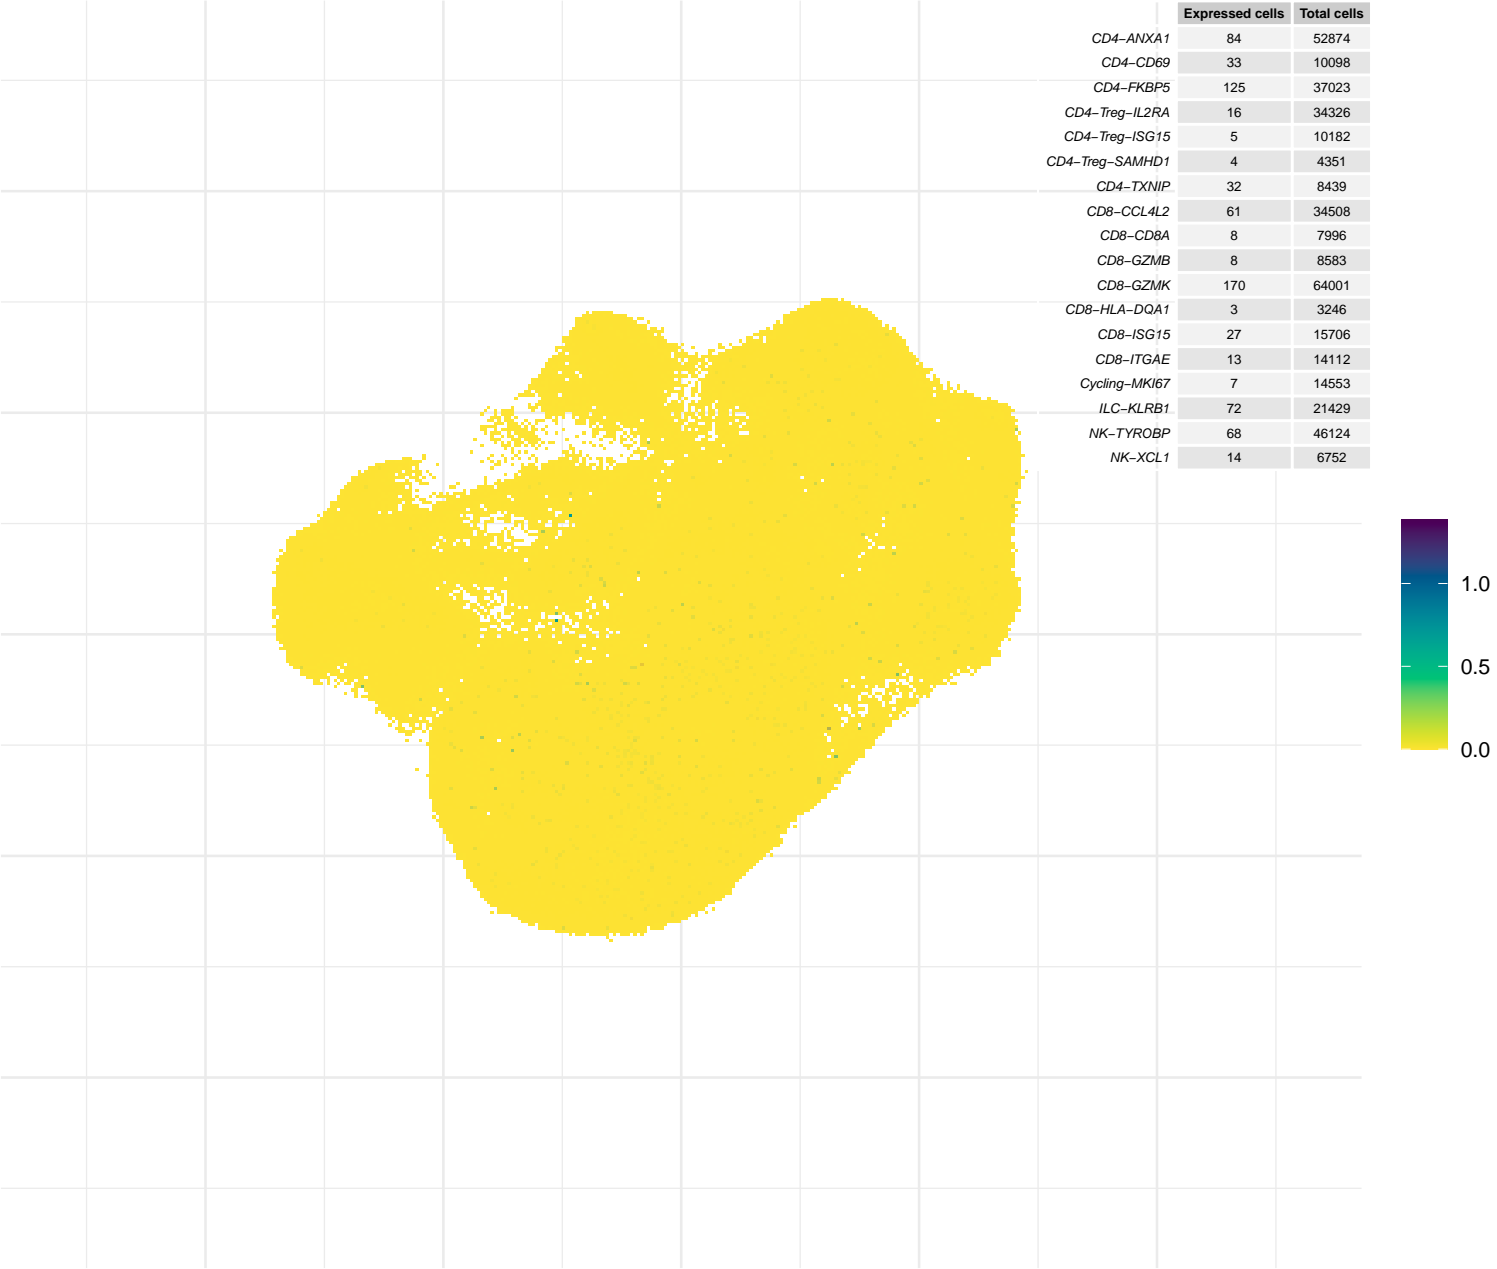 Expressed cells Total cells
CD4−ANXA1 84 52874
CD4−CD69 33 10098
CD4−FKBP5 125 37023
CD4−Treg−IL2RA 16 34326
CD4−Treg−ISG15 5 10182
CD4−Treg−SAMHD1 4 4351
CD4−TXNIP 32 8439
CD8−CCL4L2 61 34508
CD8−CD8A 8 7996
CD8−GZMB 8 8583
CD8−GZMK 170 64001
CD8−HLA−DQA1 3 3246
CD8−ISG15 27 15706
CD8−ITGAE 13 14112
Cycling−MKI67 7 14553
ILC−KLRB1 72 21429
NK−TYROBP 68 46124
NK−XCL1 14 6752
1.0
0.5
0.0